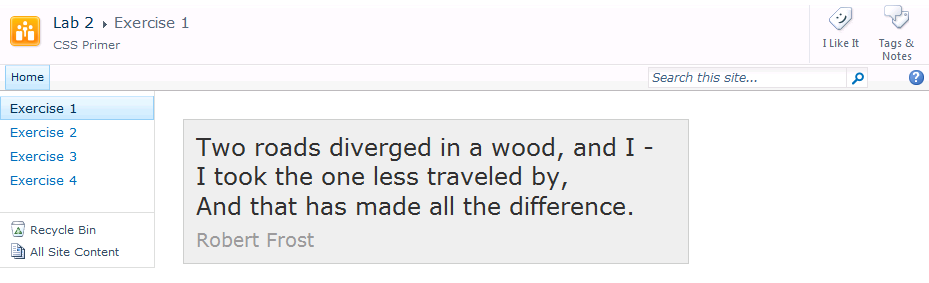 Lab 2 ▸ Exercise 1
CSS Primer
I Like It
Tags &
Notes
Home
Search this site...
Exercise 1
Exercise 2
Exercise 3
Exercise 4
Recycle Bin
All Site Content
Two roads diverged in a wood, and I -
I took the one less traveled by,
And that has made all the difference.
Robert Frost